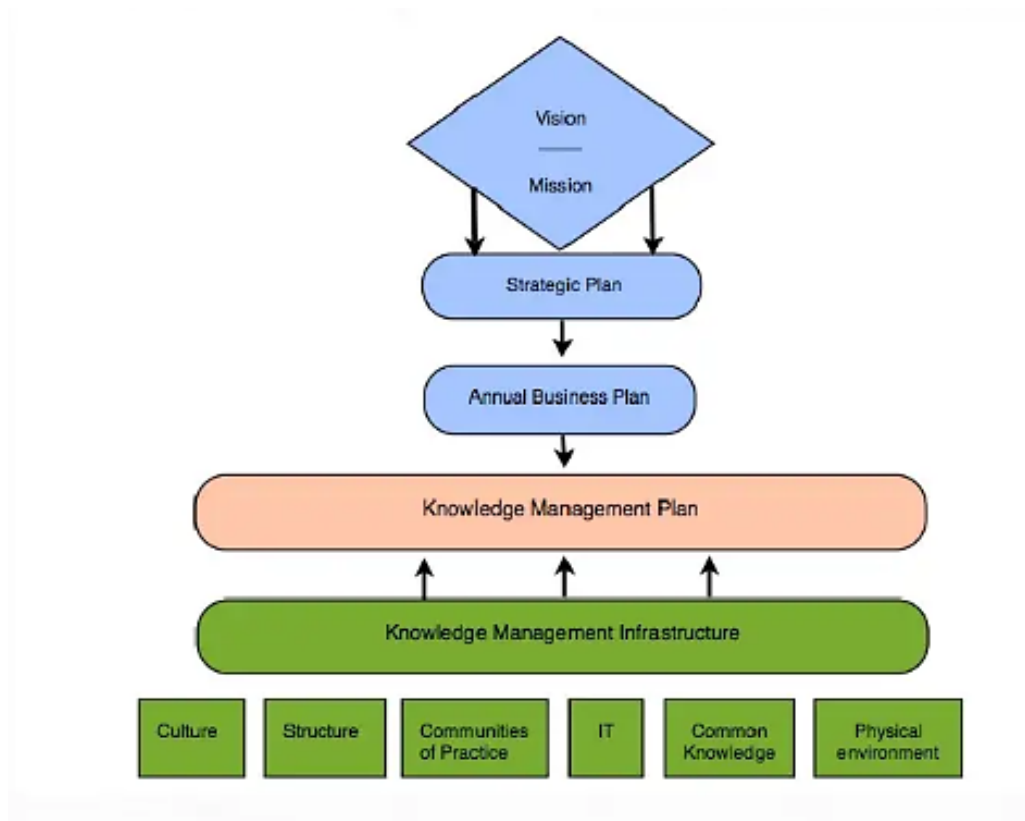 Vision
Mission
Strategic Plan
Annual Business Plan
Knowledge Management Plan
Knowledge Management Infrastructure
Culture
Structure
Communities
of Practice
IT
Common
Knowledge
Physical
environment